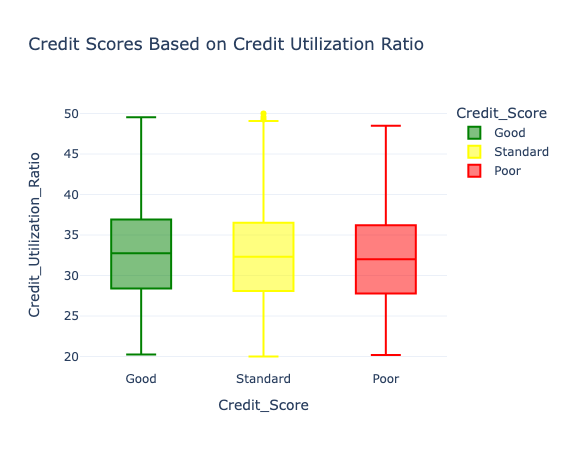 Credit Scores Based on Credit Utilization Ratio
Credit_Score
Good
Standard
Poor
Credit_Utilization_Ratio
50
45
40
35
30
25
20
Good Standard Poor
Credit_Score